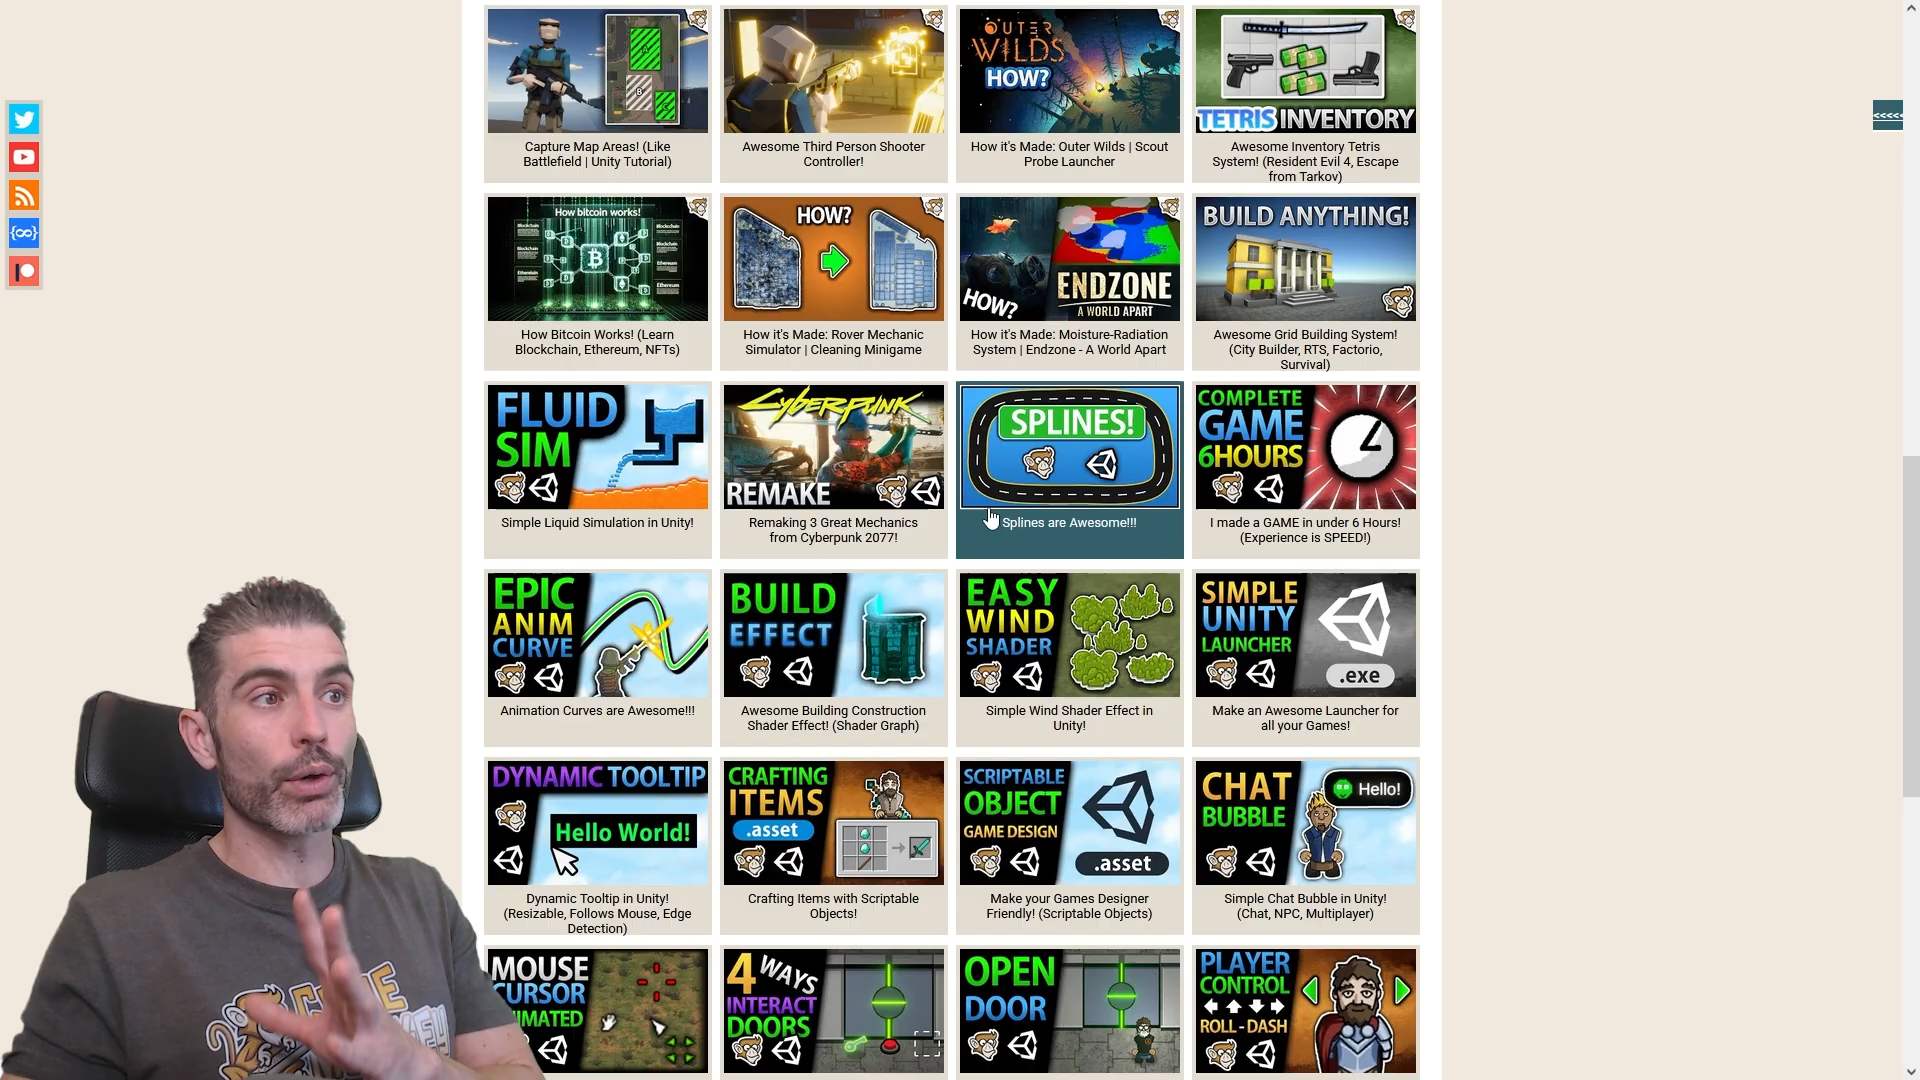 A
B
C
OUTER
WILDS
HOW?
TETRIS INVENTORY
Capture Map Areas! (Like
Battlefield | Unity Tutorial)
Awesome Third Person Shooter
Controller!
How it's Made: Outer Wilds | Scout
Probe Launcher
Awesome Inventory Tetris
System! (Resident Evil 4, Escape
from Tarkov)
<<<<<
How bitcoin works!
Blockchain
Blockchain
Ethereum
Ethereum
HOW?
HOW?
ENDZONE
A WORLD APART
BUILD ANYTHING!
How Bitcoin Works! (Learn
Blockchain, Ethereum, NFTs)
How it's Made: Rover Mechanic
Simulator | Cleaning Minigame
How it's Made: Moisture-Radiation
System | Endzone - A World Apart
Awesome Grid Building System!
(City Builder, RTS, Factorio,
Survival)
FLUID
SIM
Cyberpunk
REMAKE
SPLINES!
COMPLETE
GAME
6HOURS
Simple Liquid Simulation in Unity!
Remaking 3 Great Mechanics
from Cyberpunk 2077!
Splines are Awesome!!!
I made a GAME in under 6 Hours!
(Experience is SPEED!)
EPIC
ANIM
CURVE
BUILD
EFFECT
EASY
WIND
SHADER
SIMPLE
UNITY
LAUNCHER
.exe
Animation Curves are Awesome!!!
Awesome Building Construction
Shader Effect! (Shader Graph)
Simple Wind Shader Effect in
Unity!
Make an Awesome Launcher for
all your Games!
DYNAMIC TOOLTIP
Hello World!
CRAFTING
ITEMS
.asset
SCRIPTABLE
OBJECT
GAME DESIGN
.asset
CHAT
BUBBLE
Hello!
Dynamic Tooltip in Unity!
(Resizable, Follows Mouse, Edge
Detection)
Crafting Items with Scriptable
Objects!
Make your Games Designer
Friendly! (Scriptable Objects)
Simple Chat Bubble in Unity!
(Chat, NPC, Multiplayer)
MOUSE
CURSOR
ANIMATED
4 WAYS
INTERACT
DOORS
OPEN
DOOR
PLAYER
CONTROL
ROLL - DASH